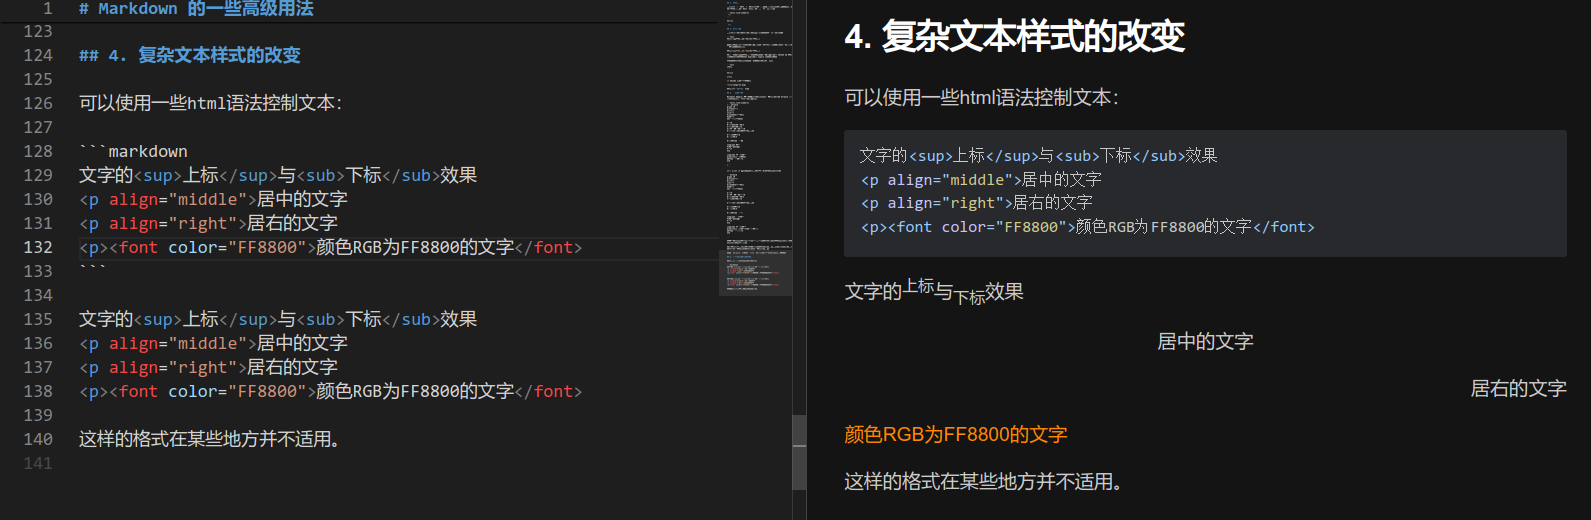 1 # Markdown 的一些高级用法
123
124 ## 4. 复杂文本样式的改变
125
126 可以使用一些html语法控制文本：
127
128 ```markdown
129 文字的<sup>上标</sup>与<sub>下标</sub>效果
130 <p align="middle">居中的文字
131 <p align="right">居右的文字
132 <p><font color="FF8800">颜色RGB为FF8800的文字</font>
133 ```
134
135 文字的<sup>上标</sup>与<sub>下标</sub>效果
136 <p align="middle">居中的文字
137 <p align="right">居右的文字
138 <p><font color="FF8800">颜色RGB为FF8800的文字</font>
139
140 这样的格式在某些地方并不适用。
141
4. 复杂文本样式的改变
可以使用一些html语法控制文本：
文字的<sup>上标</sup>与<sub>下标</sub>效果
<p align="middle">居中的文字
<p align="right">居右的文字
<p><font color="FF8800">颜色RGB为FF8800的文字</font>
文字的上标与下标效果
居中的文字
居右的文字
颜色RGB为FF8800的文字
这样的格式在某些地方并不适用。